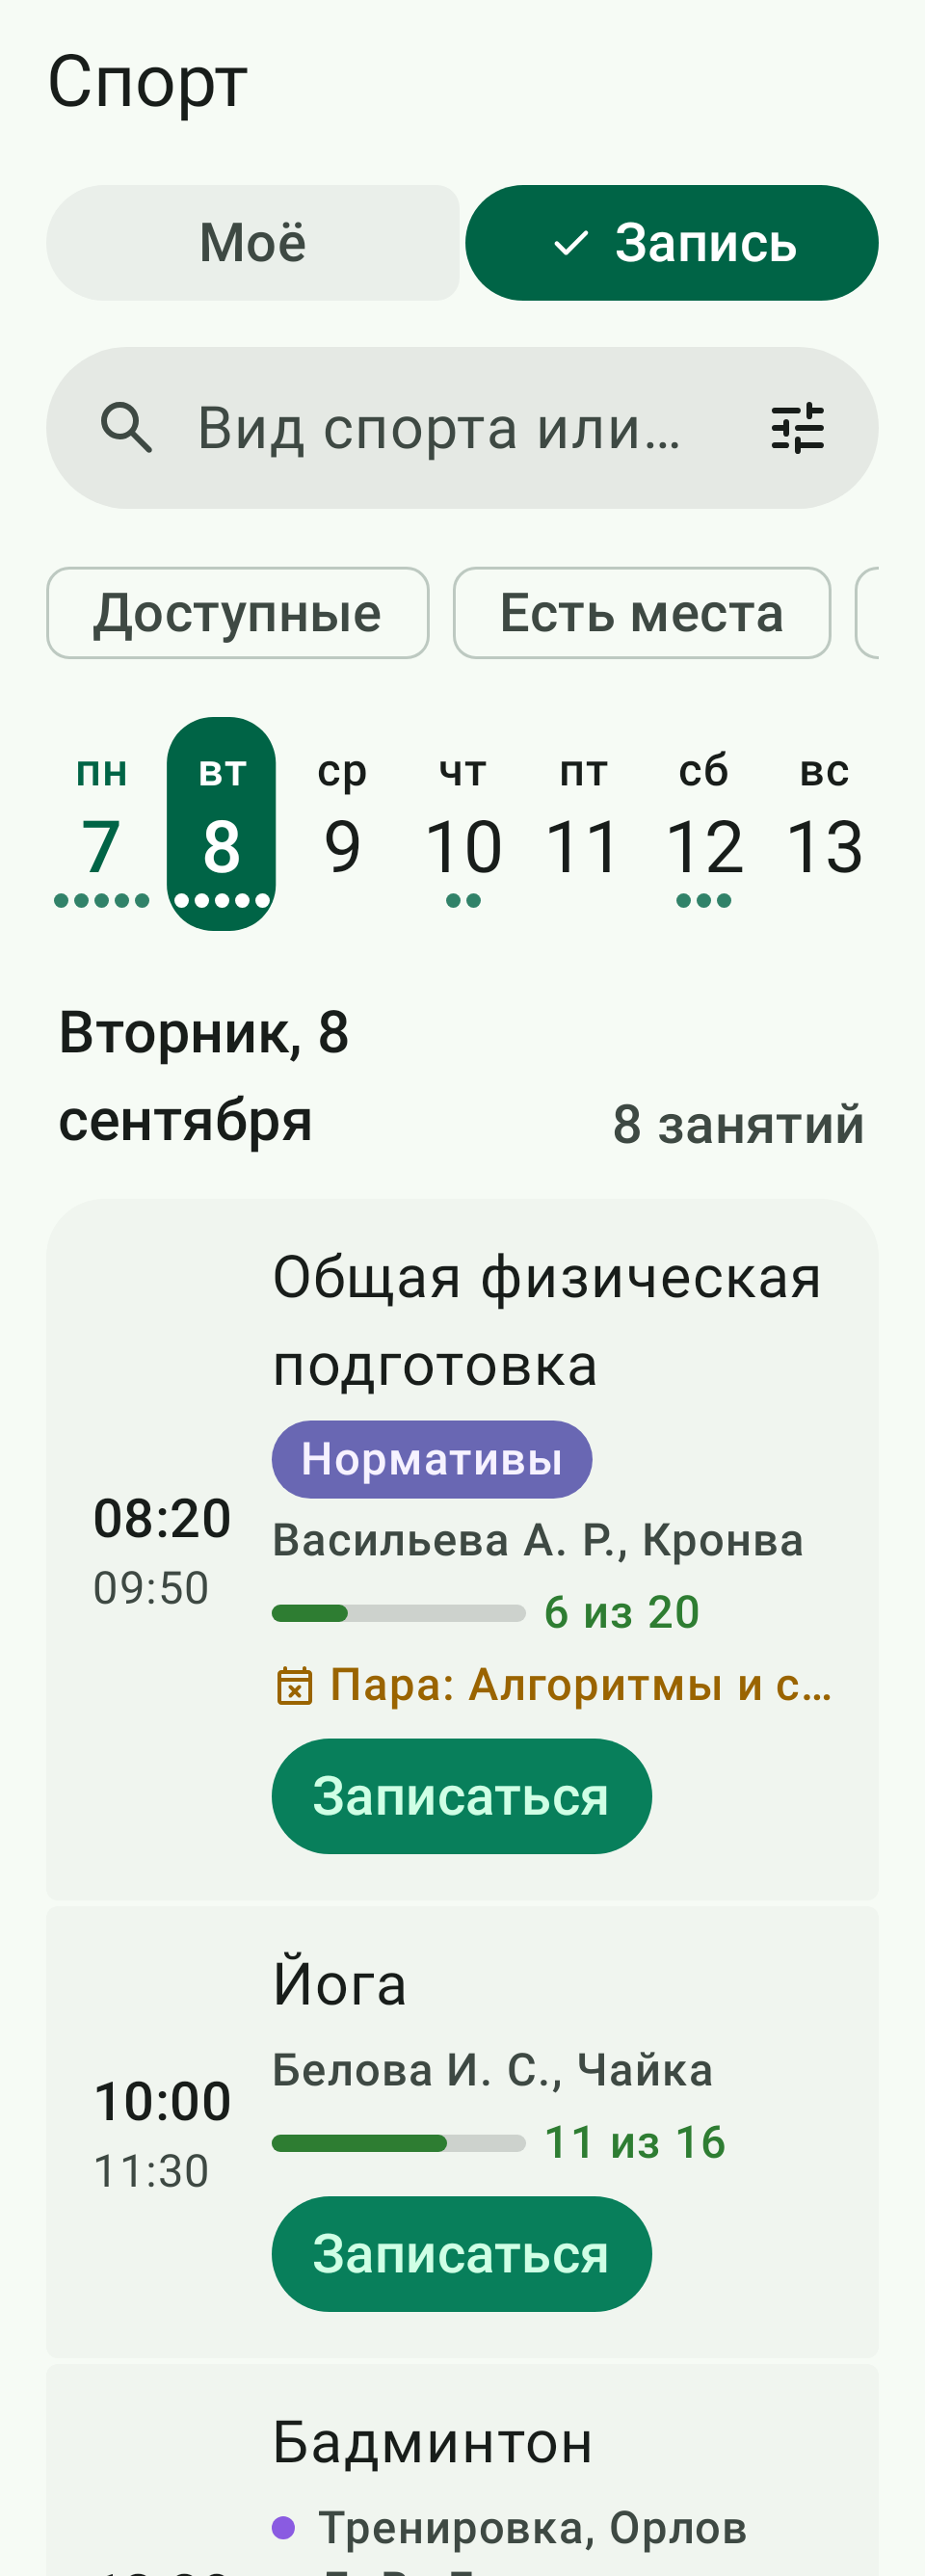 Спорт
Моё
Запись
Вид спорта или…
Доступные
Есть места
пн вт ср чт пт сб вс
7 8 9 10 11 12 13
Вторник, 8
сентября
8 занятий
Общая физическая
подготовка
Нормативы
08:20
09:50
Васильева А. Р., Кронва
6 из 20
Пара: Алгоритмы и с…
Записаться
Йога
10:00
11:30
Белова И. С., Чайка
11 из 16
Записаться
Бадминтон
Тренировка, Орлов